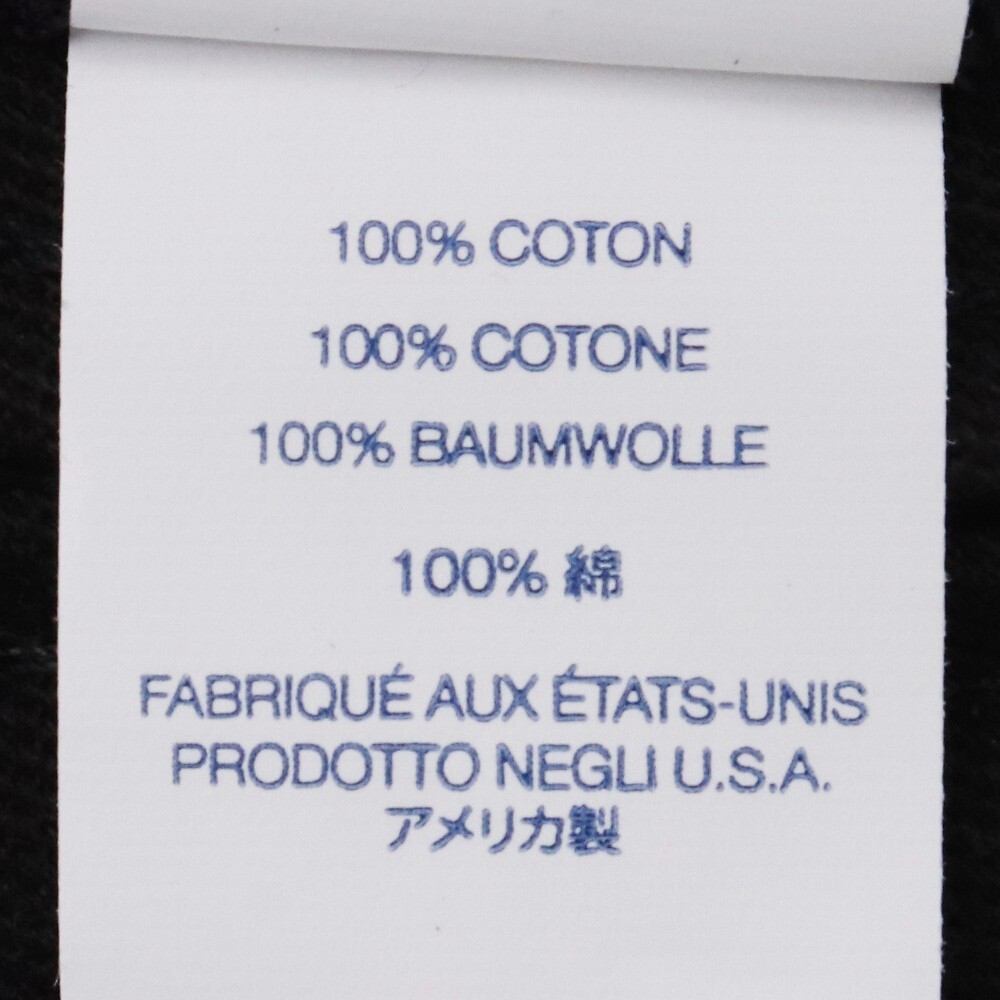 100% COTON
100% COTONE
100% BAUMWOLLE
100% 綿
FABRIQUÉ AUX ÉTATS-UNIS
PRODOTTO NEGLI U.S.A.
アメリカ製